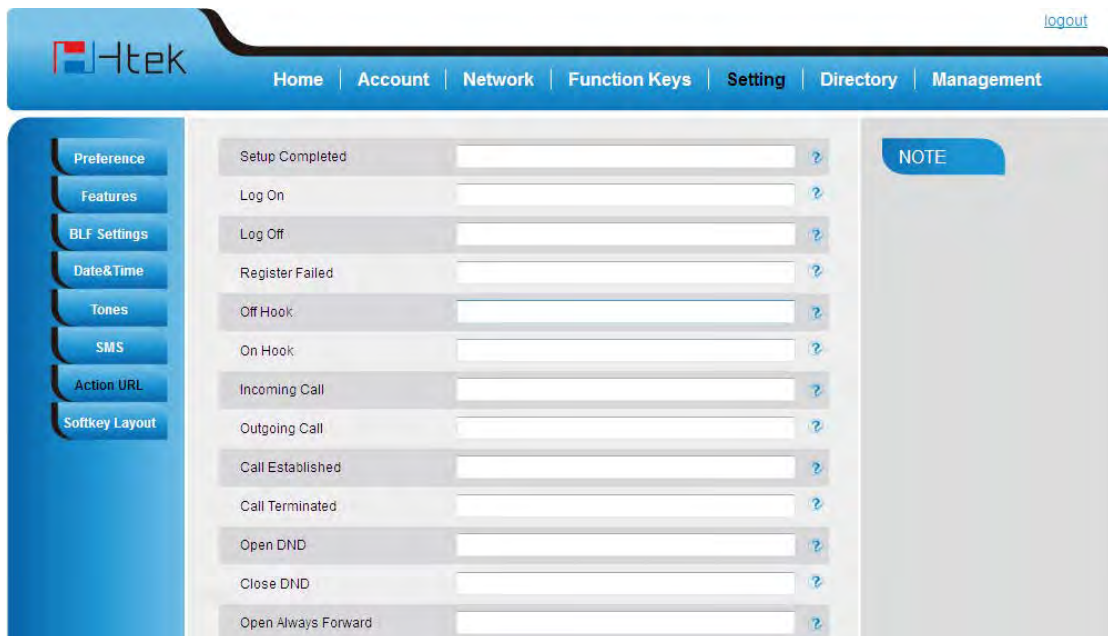 logout
Htek
Home | Account | Network | Function Keys | Setting | Directory | Management
Preference
Features
BLF Settings
Date&Time
Tones
SMS
Action URL
Softkey Layout
Setup Completed ?
Log On ?
Log Off ?
Register Failed ?
Off Hook ?
On Hook ?
Incoming Call ?
Outgoing Call ?
Call Established ?
Call Terminated ?
Open DND ?
Close DND ?
Open Always Forward ?
NOTE